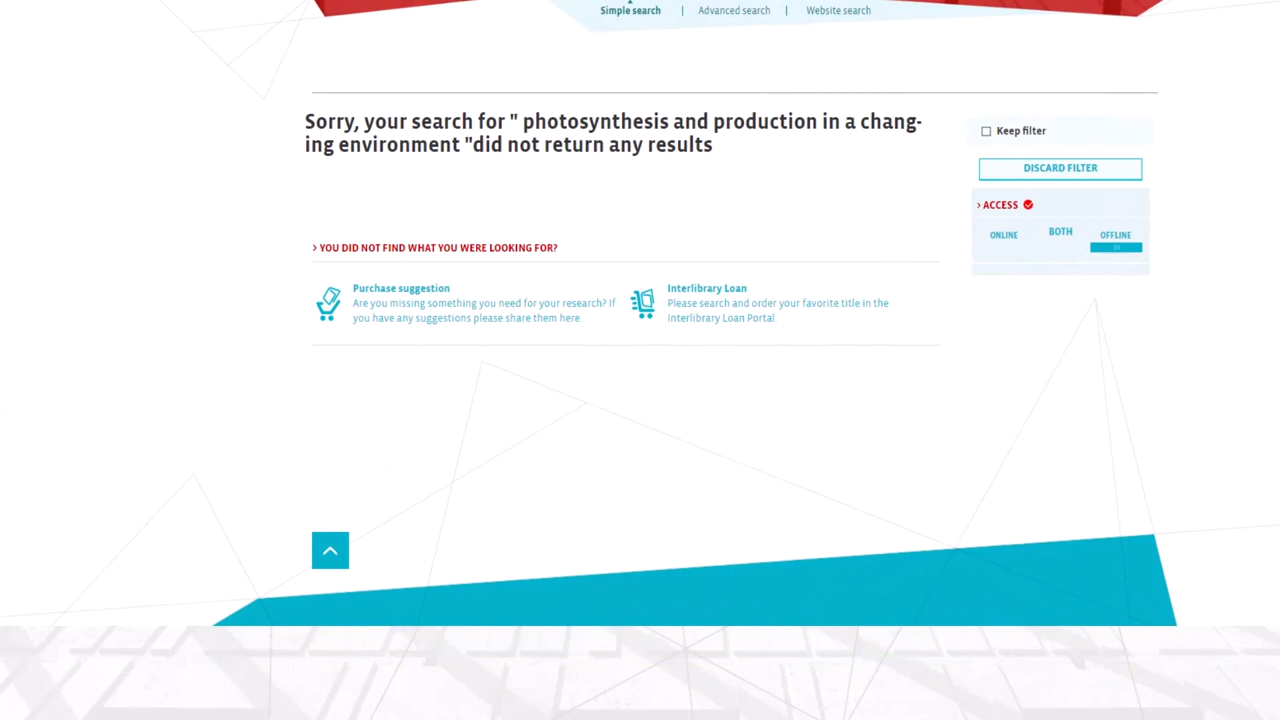 Simple search | Advanced search | Website search
Sorry, your search for " photosynthesis and production in a chang-
ing environment "did not return any results
Keep filter
DISCARD FILTER
› ACCESS
ONLINE BOTH OFFLINE
› YOU DID NOT FIND WHAT YOU WERE LOOKING FOR?
Purchase suggestion
Are you missing something you need for your research? If
you have any suggestions please share them here.
Interlibrary Loan
Please search and order your favorite title in the
Interlibrary Loan Portal.